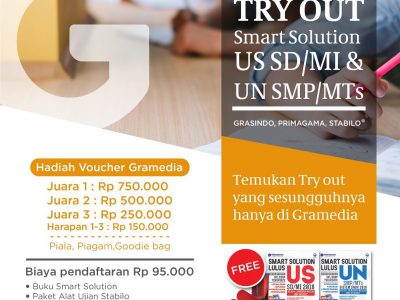 TRY OUT
Smart Solution
US SD/MI &
UN SMP/MTs
GRASINDO, PRIMAGAMA, STABILO
Hadiah Voucher Gramedia
Juara 1 : Rp 750.000
Juara 2 : Rp 500.000
Juara 3 : Rp 250.000
Harapan 1-3 : Rp 150.000
Piala, Piagam,Goodie bag
Temukan Try out
yang sesungguhnya
hanya di Gramedia
Biaya pendaftaran Rp 95.000
• Buku Smart Solution
• Paket Alat Ujian Stabilo
FREE
SMART SOLUTION
LULUS
US
SD/MI 2018
SMART SOLUTION
LULUS
UN
SMP/MTs